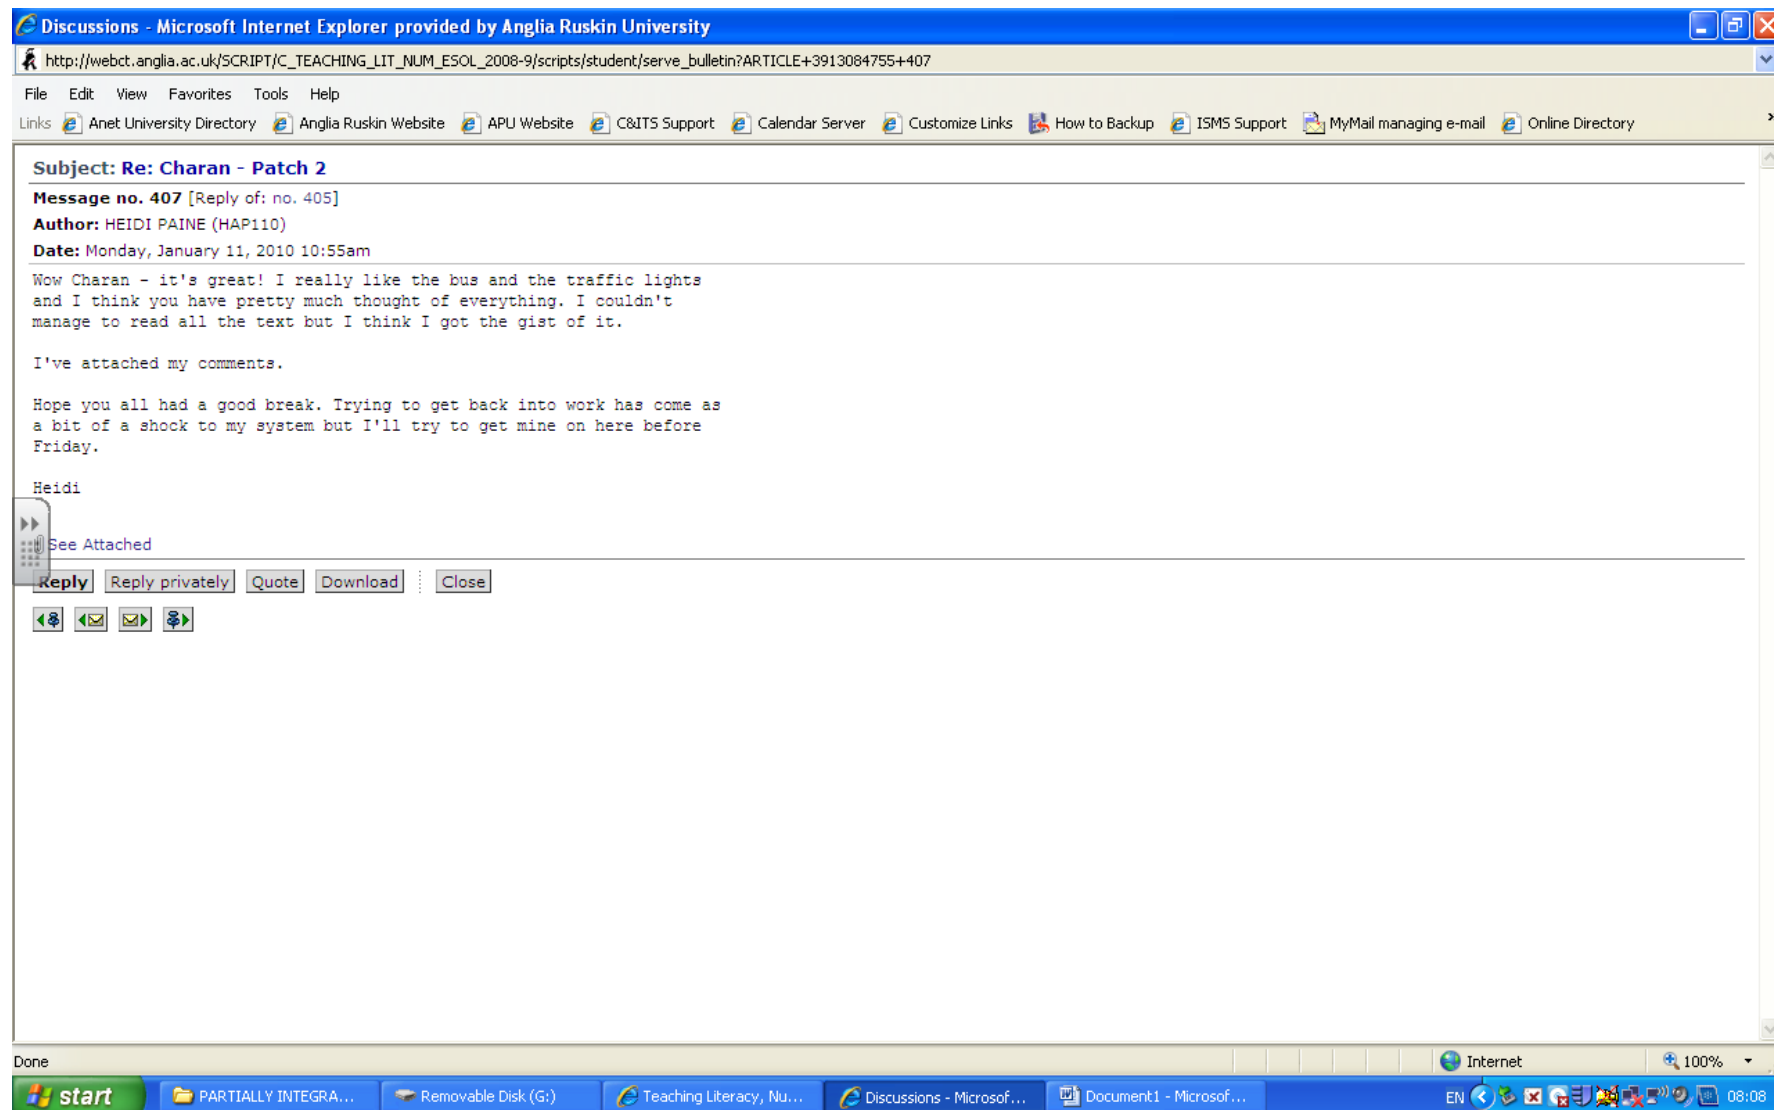 Discussions - Microsoft Internet Explorer provided by Anglia Ruskin University
http://webct.anglia.ac.uk/SCRIPT/C_TEACHING_LIT_NUM_ESOL_2008-9/scripts/student/serve_bulletin?ARTICLE+3913084755+407
File Edit View Favorites Tools Help
Links Anet University Directory Anglia Ruskin Website APU Website C&ITS Support Calendar Server Customize Links How to Backup ISMS Support MyMail managing e-mail Online Directory
Subject: Re: Charan - Patch 2
Message no. 407 [Reply of: no. 405]
Author: HEIDI PAINE (HAP110)
Date: Monday, January 11, 2010 10:55am
Wow Charan - it's great! I really like the bus and the traffic lights
and I think you have pretty much thought of everything. I couldn't
manage to read all the text but I think I got the gist of it.
I've attached my comments.
Hope you all had a good break. Trying to get back into work has come as
a bit of a shock to my system but I'll try to get mine on here before
Friday.
Heidi
See Attached
Reply Reply privately Quote Download Close
Done Internet 100%
start PARTIALLY INTEGRA... Removable Disk (G:) Teaching Literacy, Nu... Discussions - Microsof... Document1 - Microsof... EN 08:08